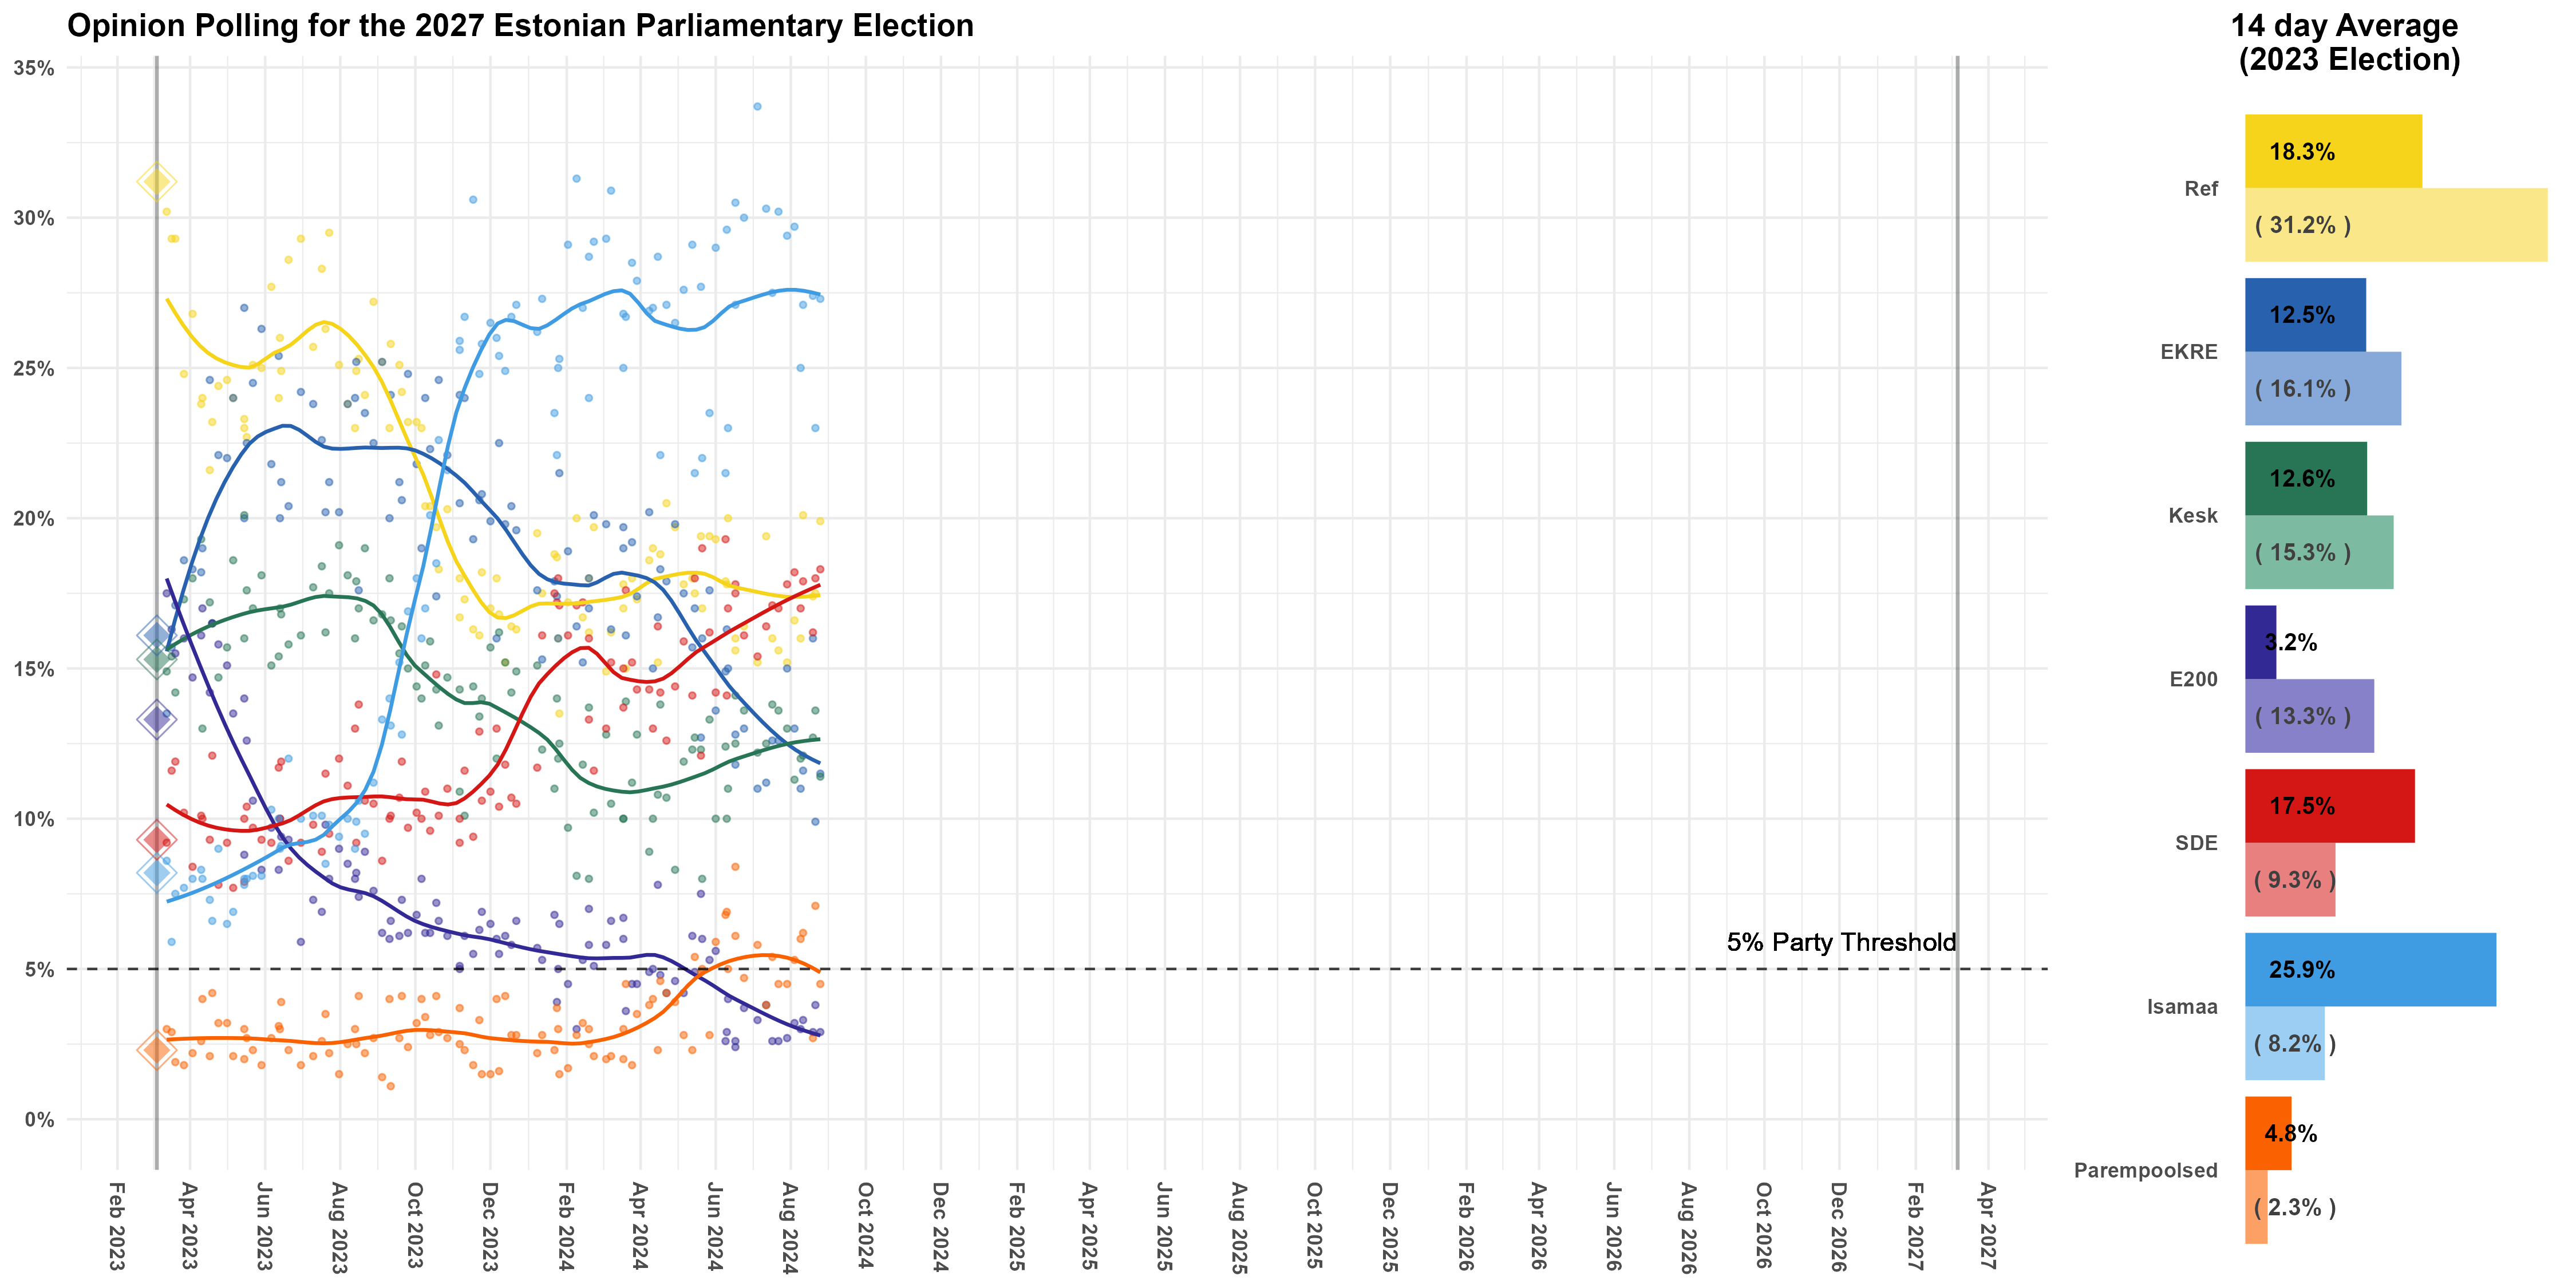 Opinion Polling for the 2027 Estonian Parliamentary Election
35%
30%
25%
20%
15%
10%
5%
0%
5% Party Threshold
Feb 2023
Apr 2023
Jun 2023
Aug 2023
Oct 2023
Dec 2023
Feb 2024
Apr 2024
Jun 2024
Aug 2024
Oct 2024
Dec 2024
Feb 2025
Apr 2025
Jun 2025
Aug 2025
Oct 2025
Dec 2025
Feb 2026
Apr 2026
Jun 2026
Aug 2026
Oct 2026
Dec 2026
Feb 2027
Apr 2027
14 day Average
(2023 Election)
Ref
18.3%
( 31.2% )
EKRE
12.5%
( 16.1% )
Kesk
12.6%
( 15.3% )
E200
3.2%
( 13.3% )
SDE
17.5%
( 9.3% )
Isamaa
25.9%
( 8.2% )
Parempoolsed
4.8%
( 2.3% )